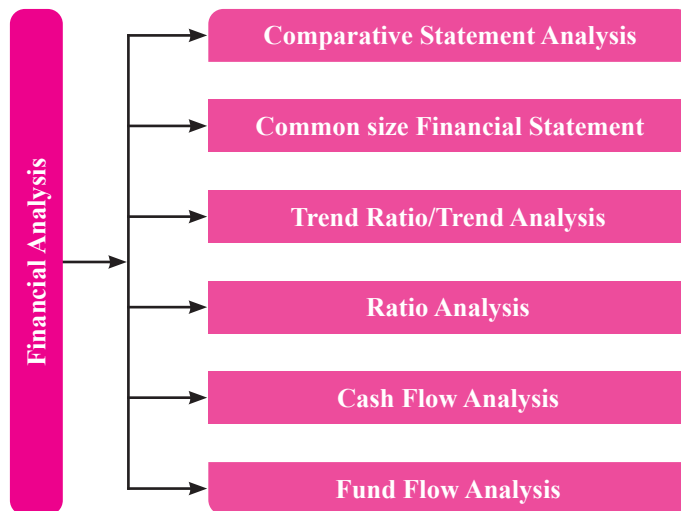 Financial Analysis
Comparative Statement Analysis
Common size Financial Statement
Trend Ratio/Trend Analysis
Ratio Analysis
Cash Flow Analysis
Fund Flow Analysis